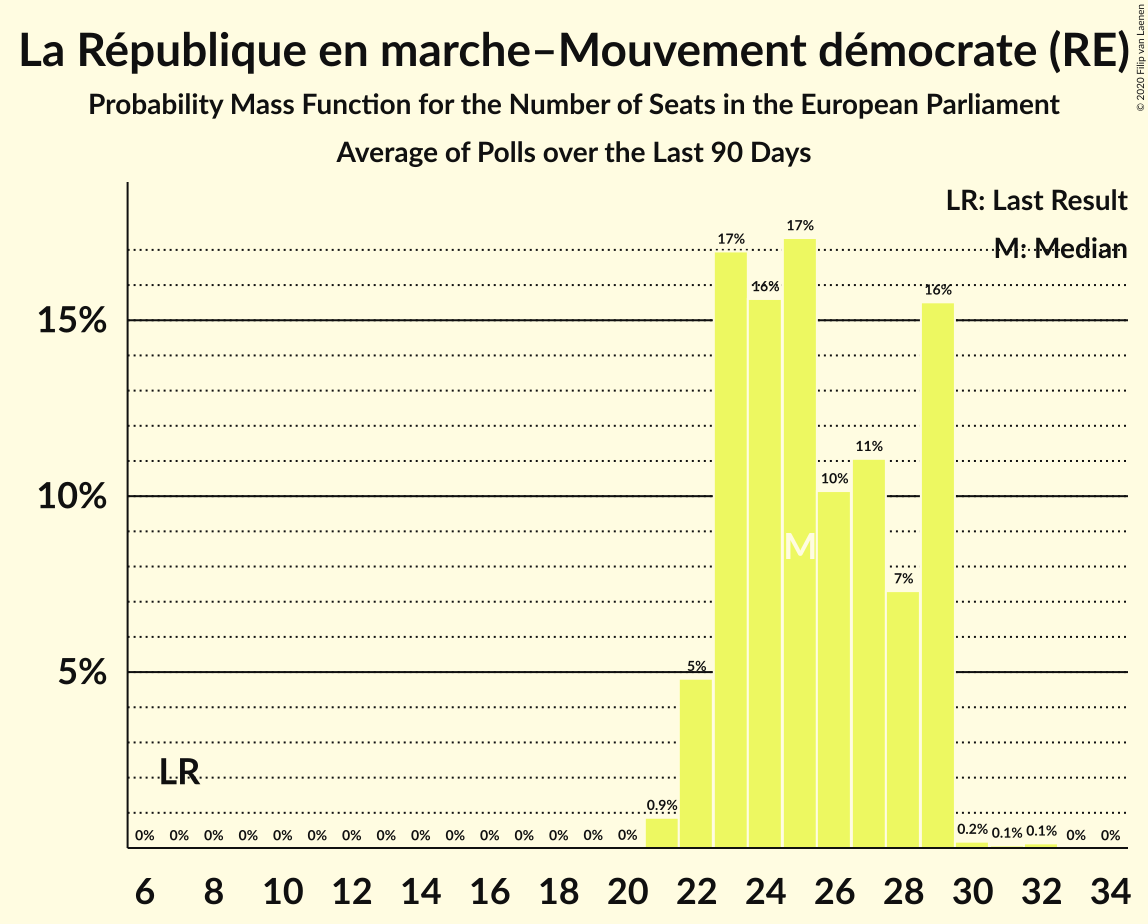 La République en marche–Mouvement démocrate (RE)
Probability Mass Function for the Number of Seats in the European Parliament
Average of Polls over the Last 90 Days
© 2020 Filip van Laenen
LR: Last Result
M: Median
17%
17%
16%
16%
15%
11%
10%
10%
7%
M
5%
5%
LR
0.9%
0% 0% 0% 0% 0% 0% 0% 0% 0% 0% 0% 0% 0% 0% 0% 0.2% 0.1% 0.1% 0% 0%
6 8 10 12 14 16 18 20 22 24 26 28 30 32 34